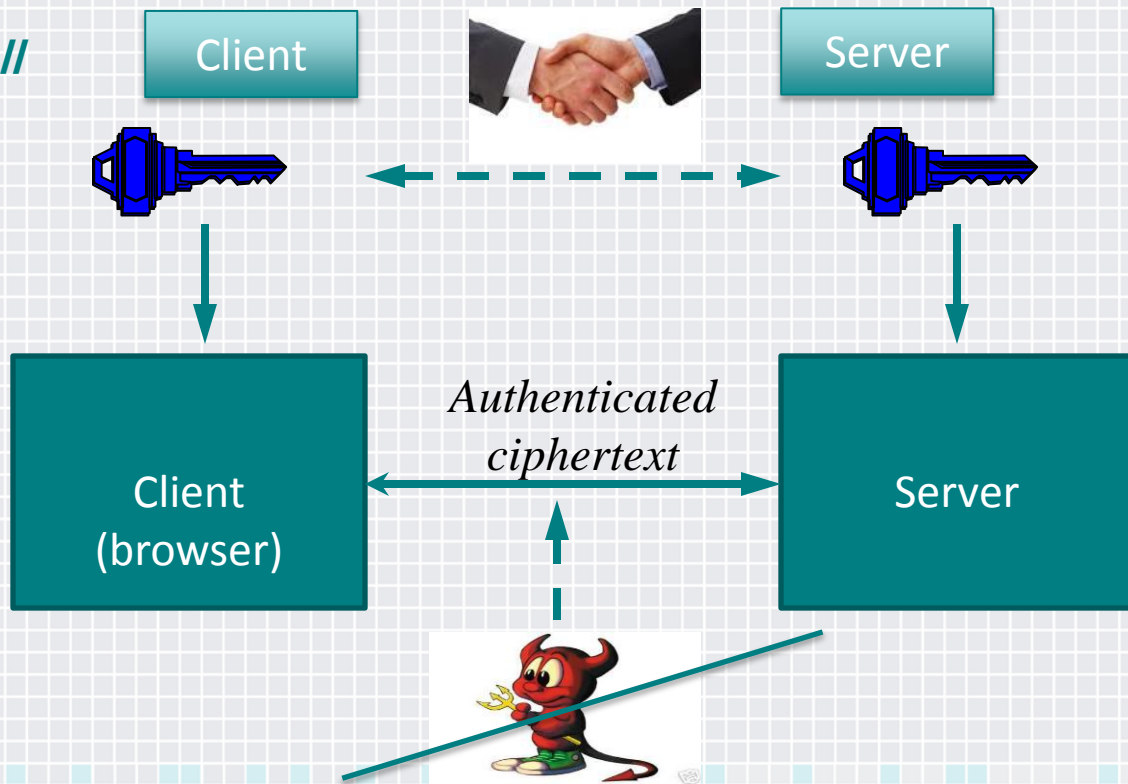 //
Client
Server
Authenticated
ciphertext
Client
(browser)
Server